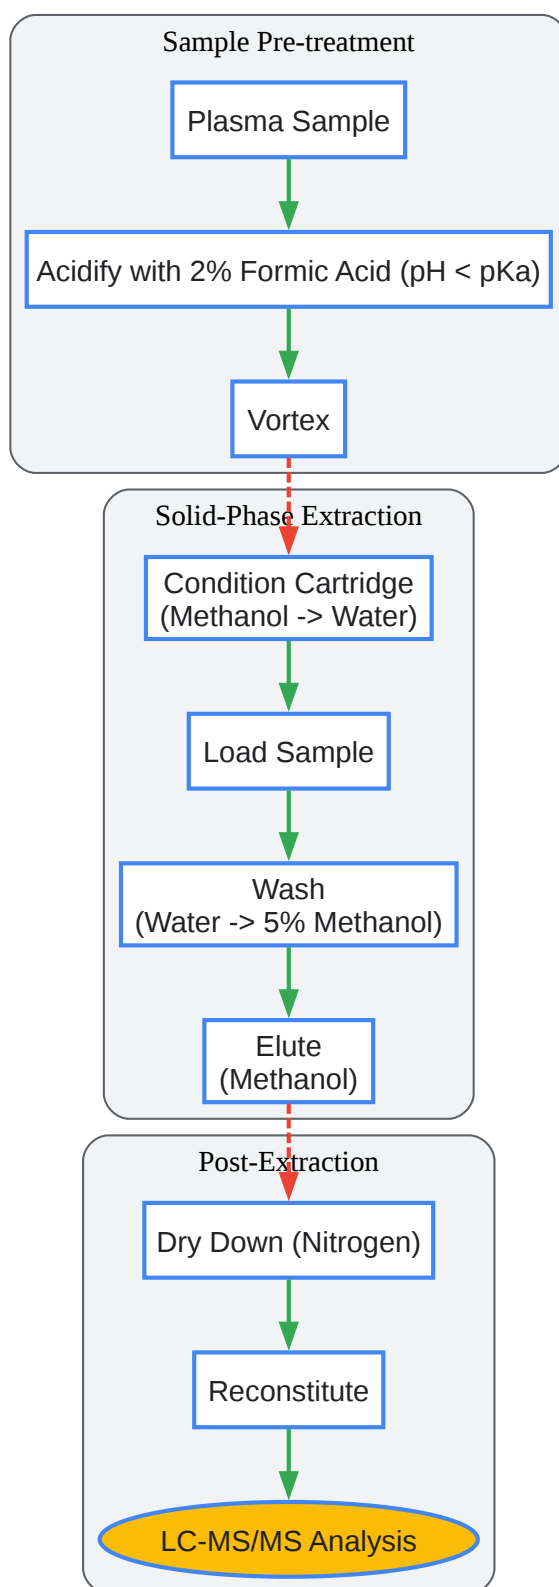 Sample Pre-treatment
Plasma Sample
Acidify with 2% Formic Acid (pH < pKa)
Vortex
Solid-Phase Extraction
Condition Cartridge
(Methanol -> Water)
Load Sample
Wash
(Water -> 5% Methanol)
Elute
(Methanol)
Post-Extraction
Dry Down (Nitrogen)
Reconstitute
LC-MS/MS Analysis